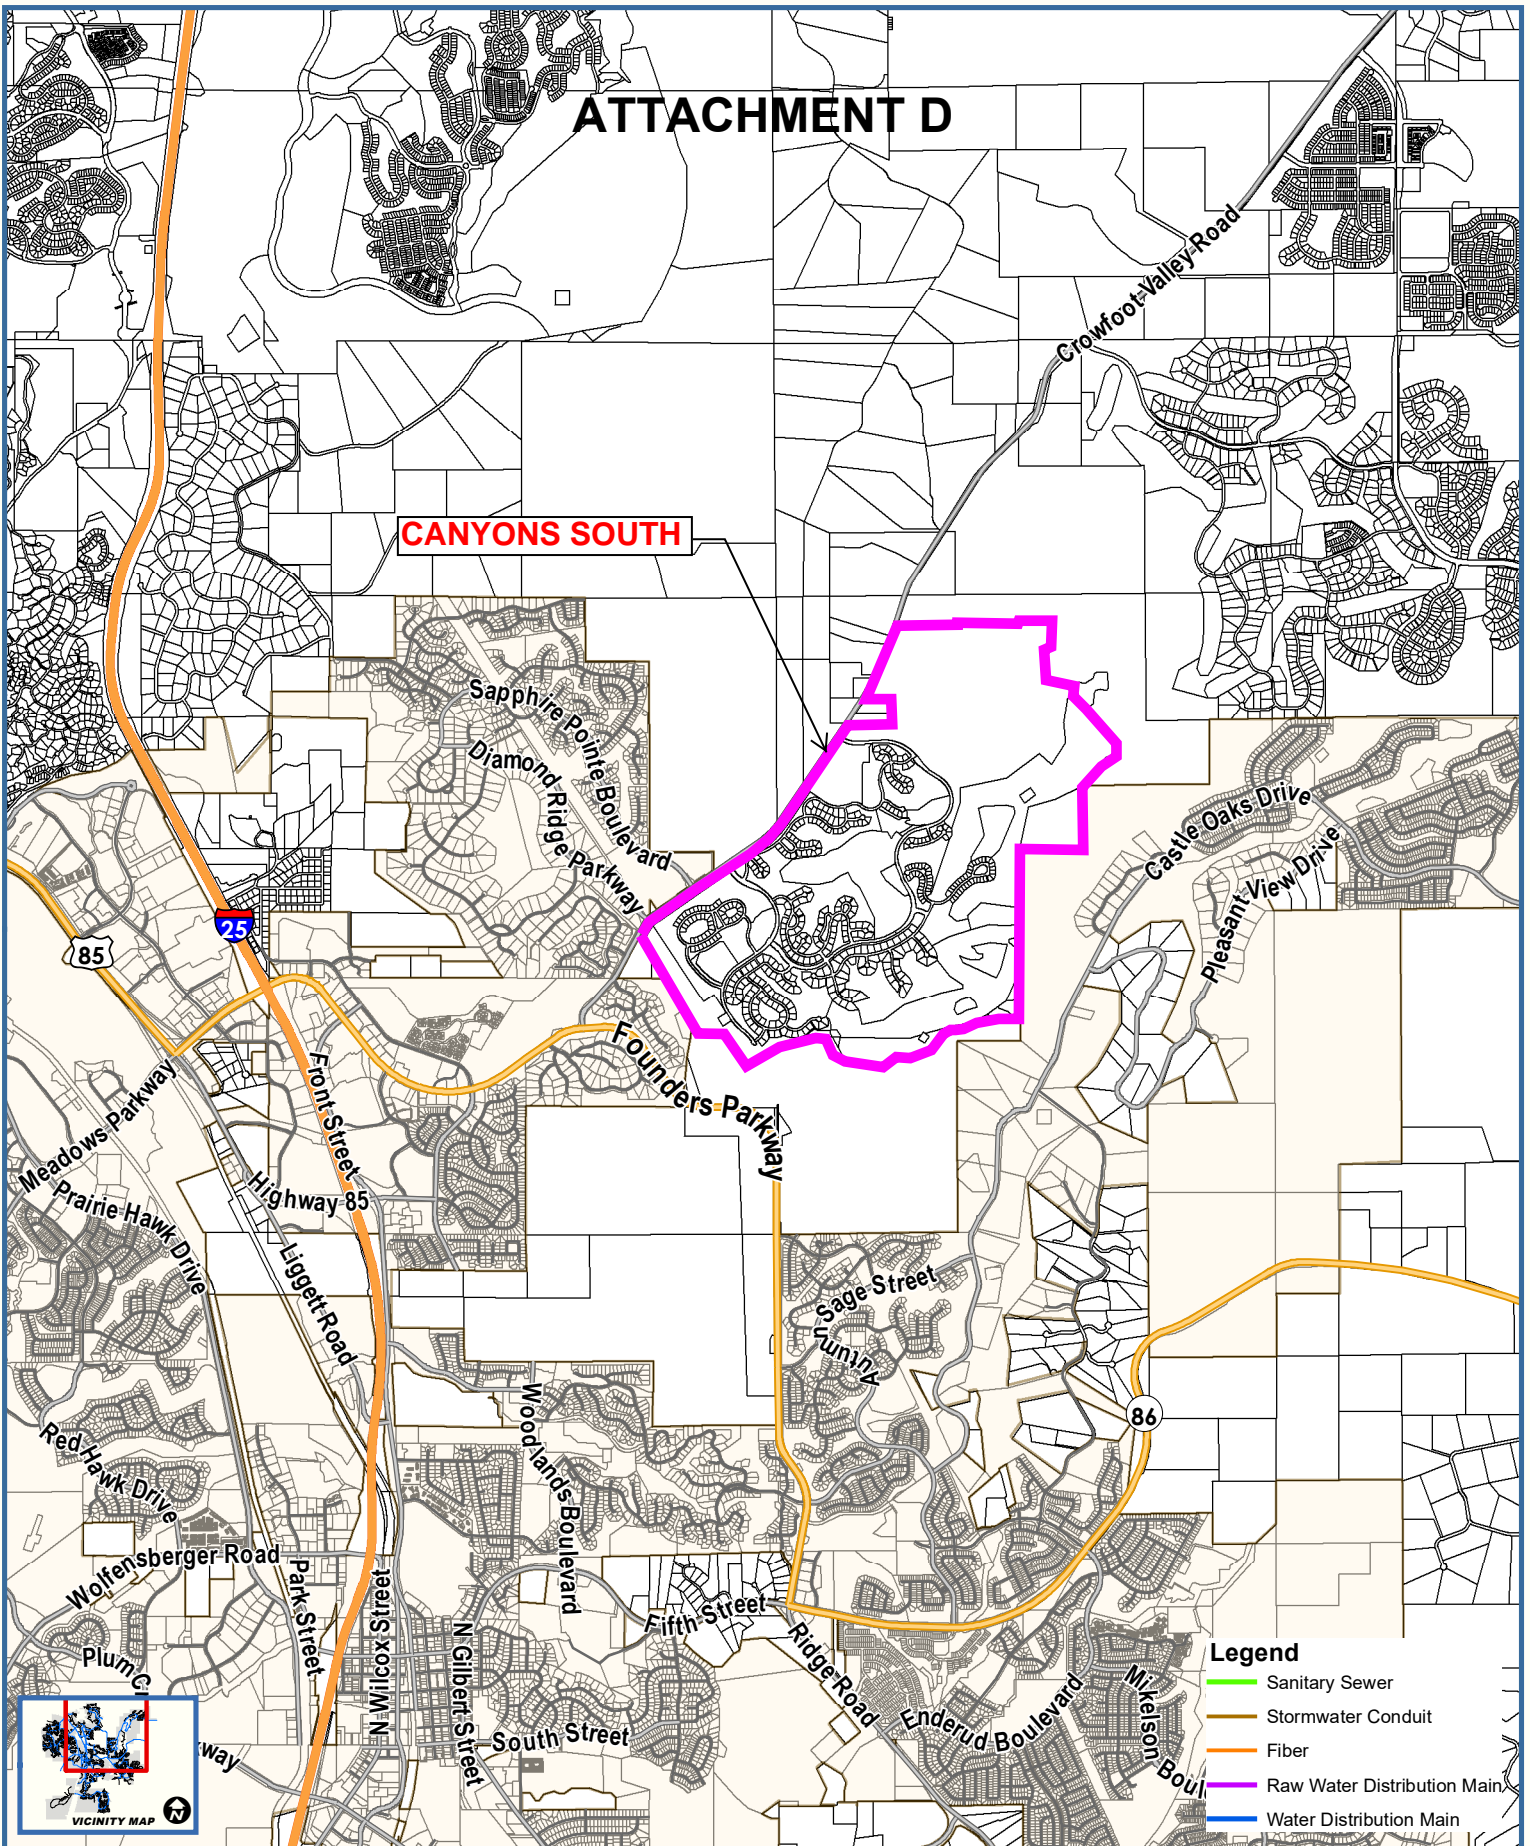 ATTACHMENT D
Crowfoot Valley Road
CANYONS SOUTH
Sapphire Pointe Boulevard
Diamond Ridge Parkway
Castle Oaks Drive
Pleasant View Drive
25
85
Founders Parkway
Front Street
Meadows Parkway
Highway 85
Prairie Hawk Drive
Liggett Road
Autumn Sage Street
86
Woodlands Boulevard
Red Hawk Drive
Wolfensberger Road
Park Street
N Wilcox Street
N Gilbert Street
Fifth Street
Ridge Road
Plum
South Street
Enderud Boulevard
Mikelson
Legend
Sanitary Sewer
Stormwater Conduit
Fiber
Raw Water Distribution Main
Water Distribution Main
VICINITY MAP
N